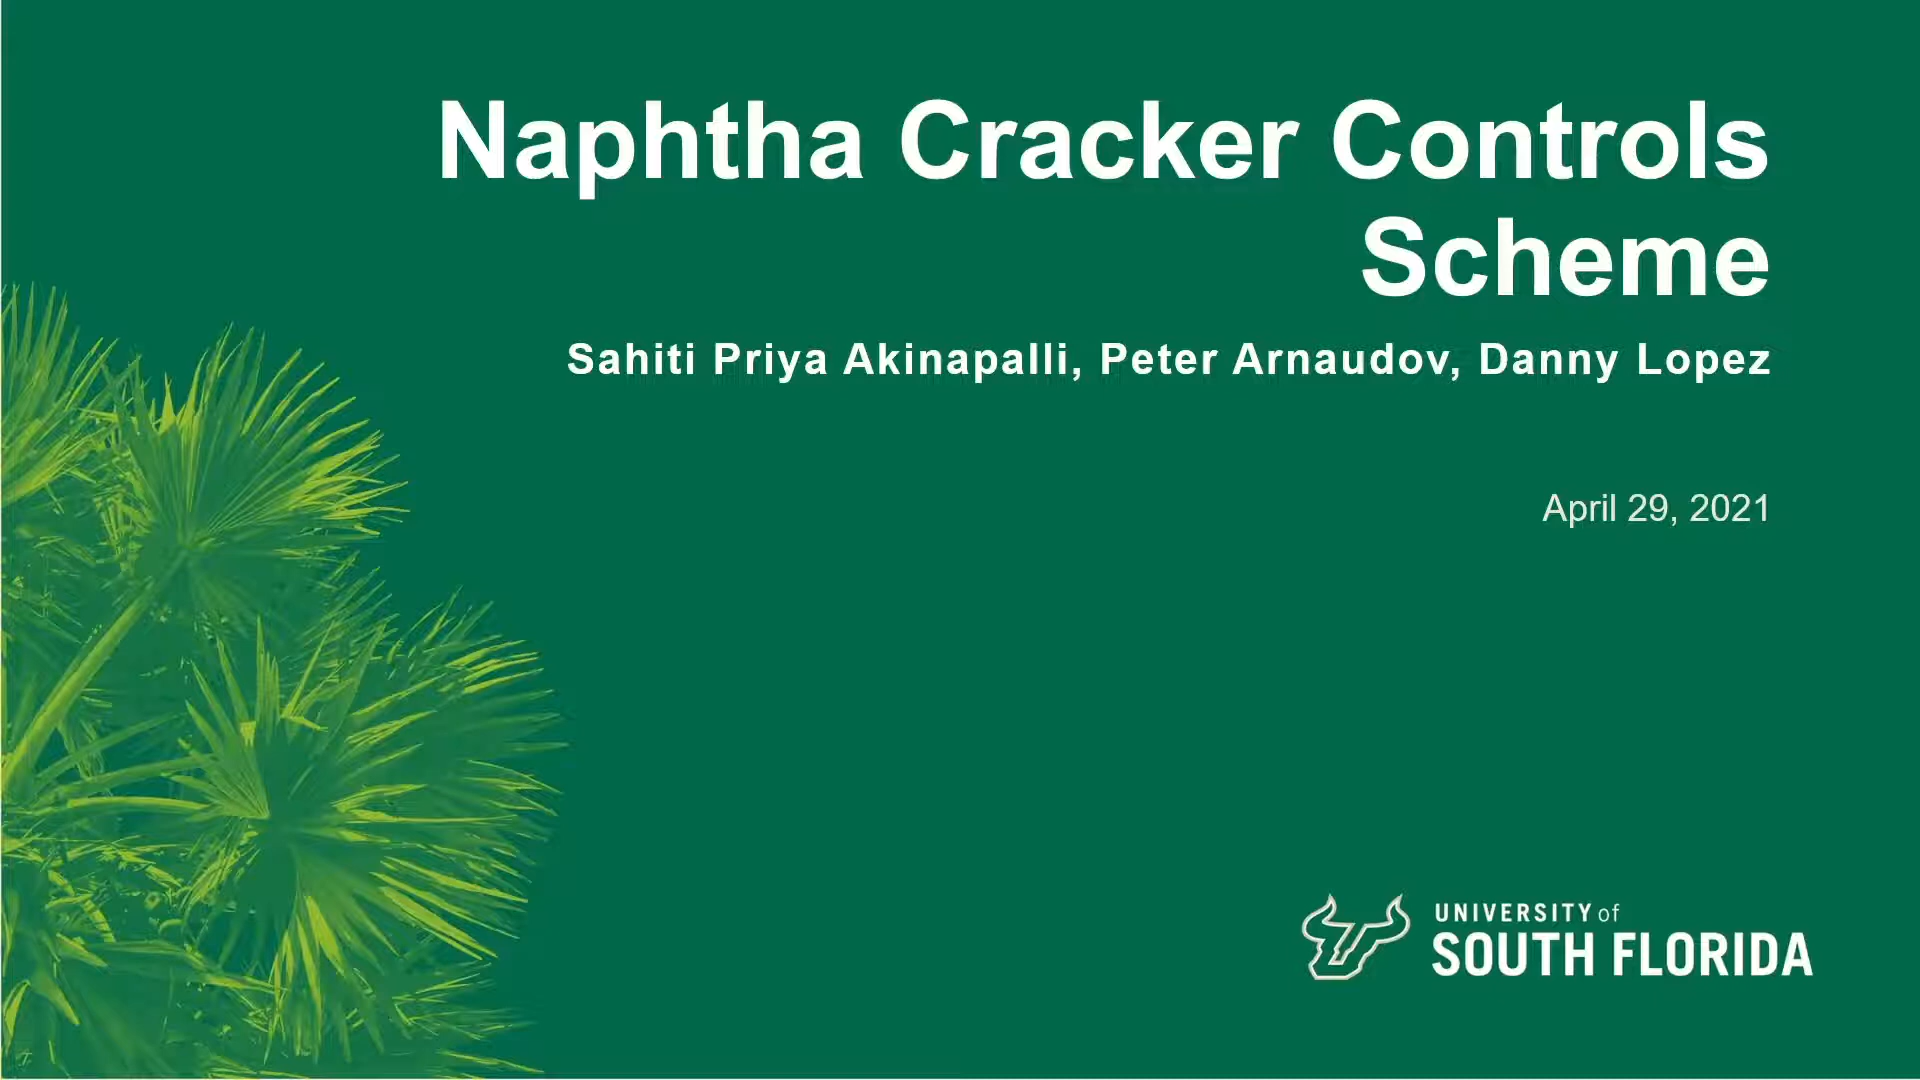 Naphtha Cracker Controls
Scheme
Sahiti Priya Akinapalli, Peter Arnaudov, Danny Lopez
April 29, 2021
UNIVERSITY of
SOUTH FLORIDA